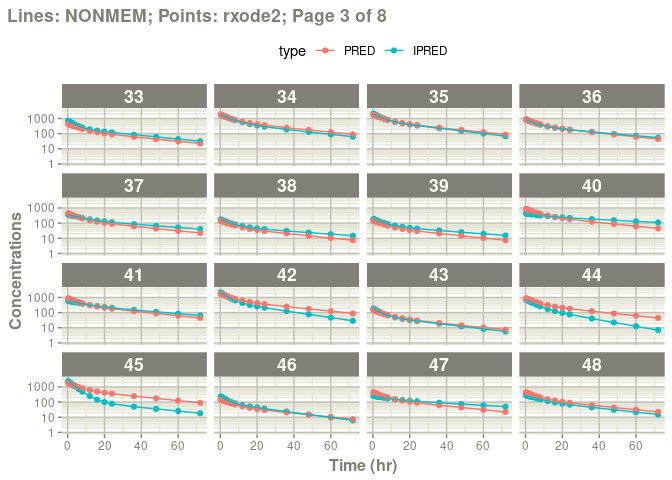 Lines: NONMEM; Points: rxode2; Page 3 of 8
type PRED IPRED
33 34 35 36
1000
100
10
1
37 38 39 40
1000
100
10
1
Concentrations
41 42 43 44
1000
100
10
1
45 46 47 48
1000
100
10
1
0 20 40 60 0 20 40 60 0 20 40 60 0 20 40 60
Time (hr)